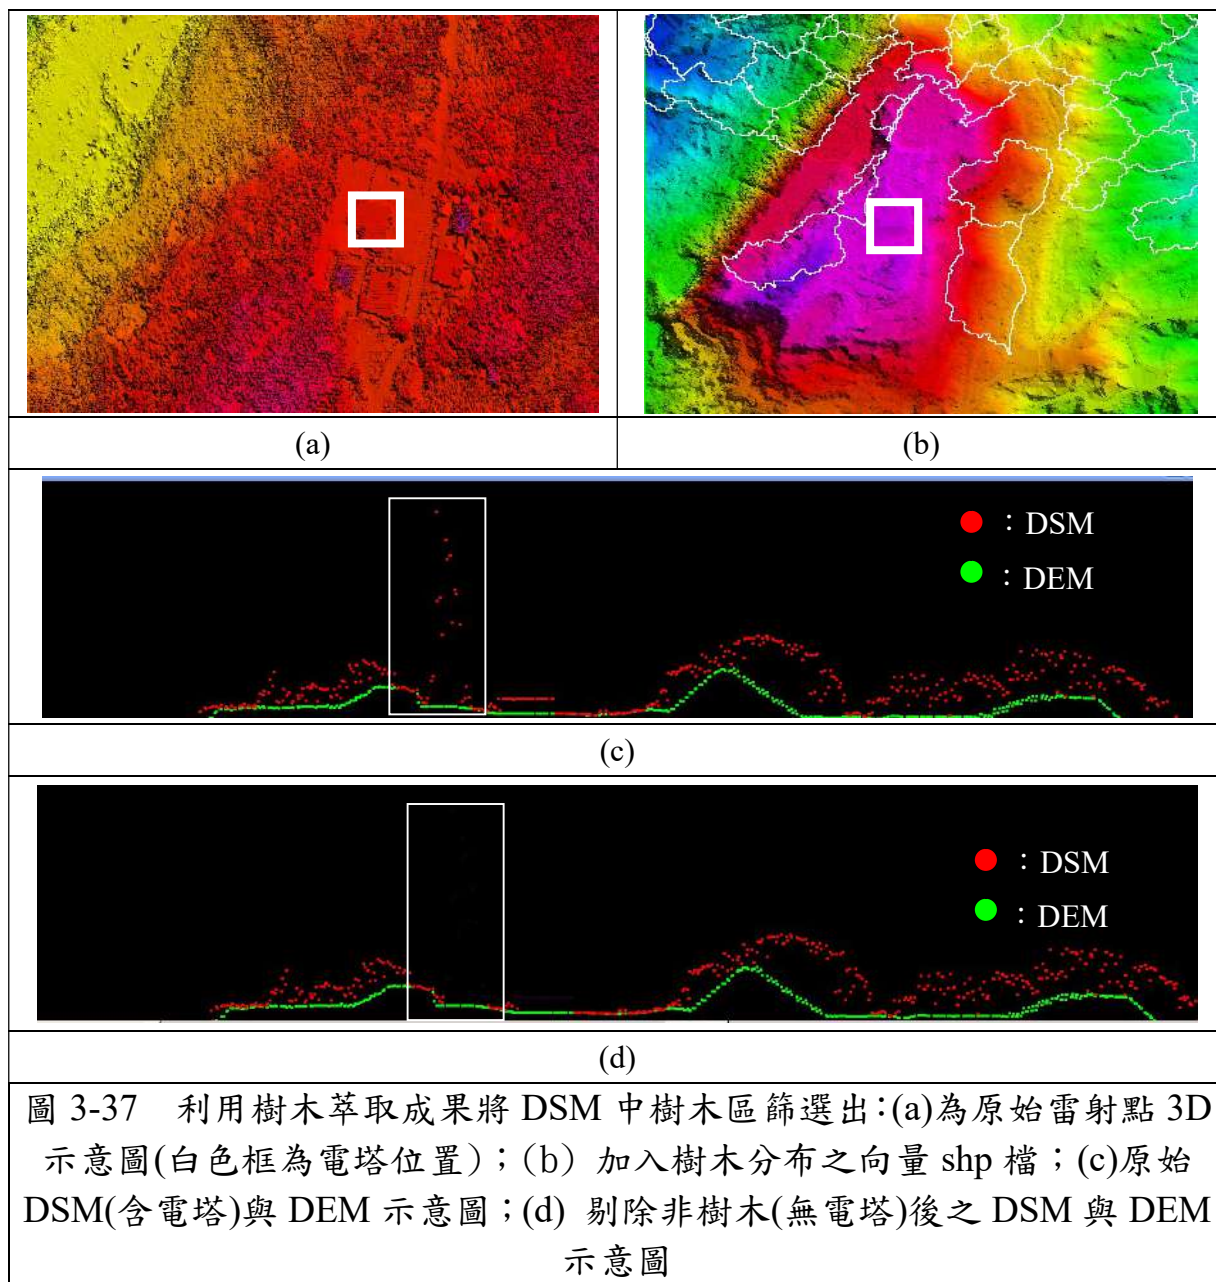 (a)
(b)
：DSM
：DEM
(c)
：DSM
：DEM
(d)
圖 3-37　利用樹木萃取成果將 DSM 中樹木區篩選出：(a)為原始雷射點 3D
示意圖(白色框為電塔位置)；(b) 加入樹木分布之向量 shp 檔；(c)原始
DSM(含電塔)與 DEM 示意圖；(d) 剔除非樹木(無電塔)後之 DSM 與 DEM
示意圖